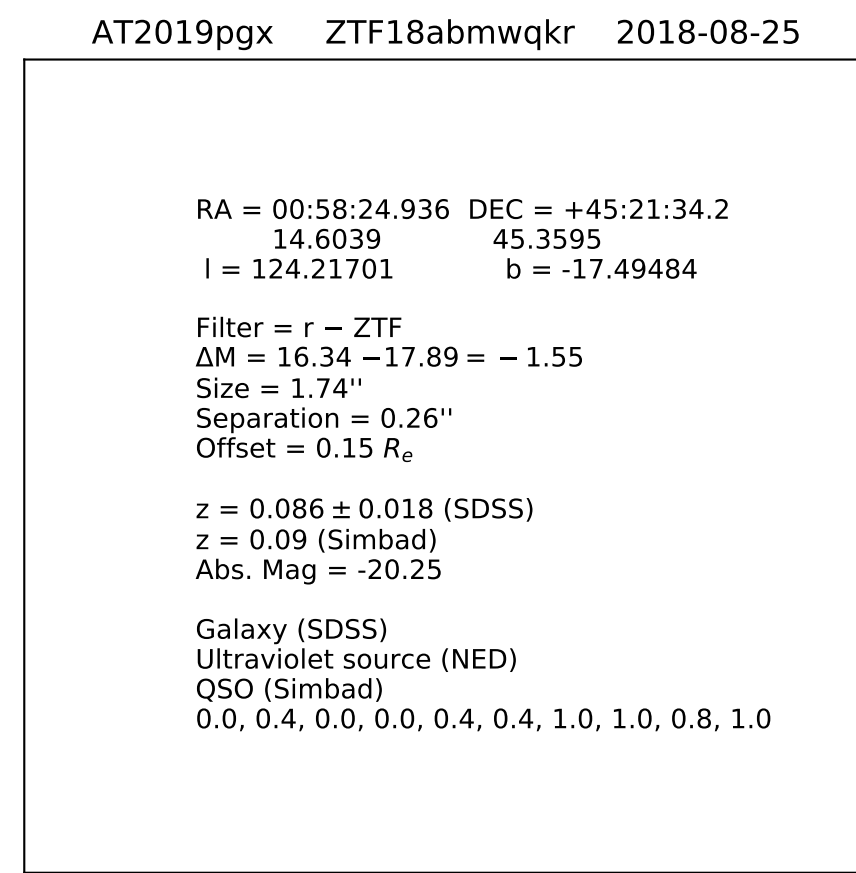 AT2019pgx ZTF18abmwqkr 2018-08-25
RA = 00:58:24.936 DEC = +45:21:34.2
14.6039 45.3595
l = 124.21701 b = -17.49484
Filter = r − ZTF
ΔM = 16.34 −17.89 = − 1.55
Size = 1.74''
Separation = 0.26''
Offset = 0.15 Re
z = 0.086 ± 0.018 (SDSS)
z = 0.09 (Simbad)
Abs. Mag = -20.25
Galaxy (SDSS)
Ultraviolet source (NED)
QSO (Simbad)
0.0, 0.4, 0.0, 0.0, 0.4, 0.4, 1.0, 1.0, 0.8, 1.0